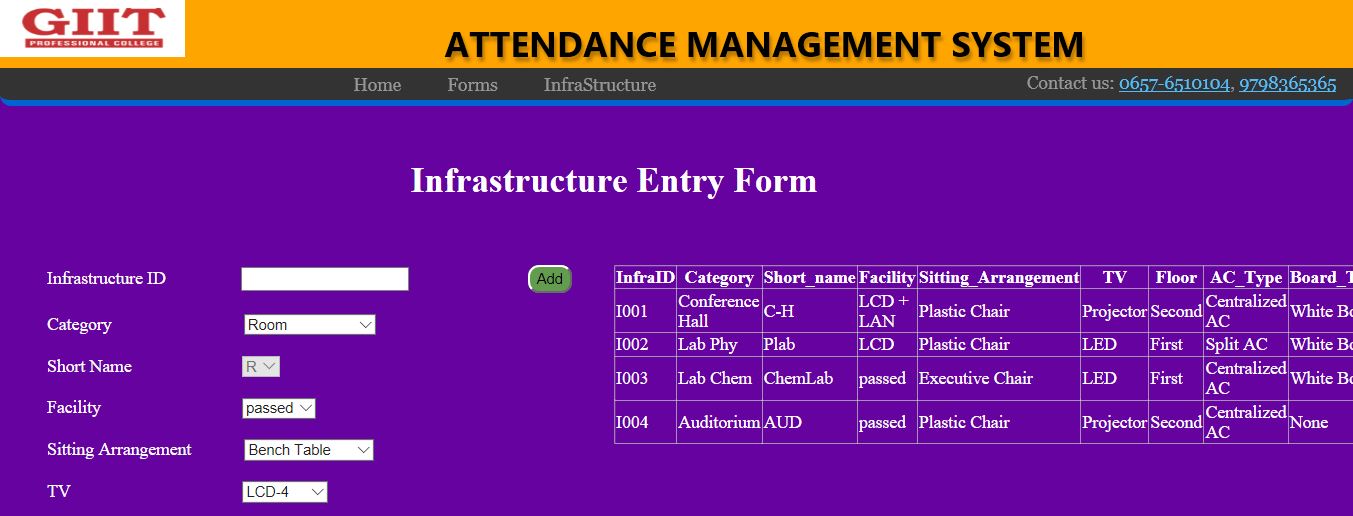 GIIT
PROFESSIONAL COLLEGE
ATTENDANCE MANAGEMENT SYSTEM
Home Forms InfraStructure Contact us: 0657-6510104, 9798365365
Infrastructure Entry Form
Infrastructure ID Add
Category Room
Short Name R
Facility passed
Sitting Arrangement Bench Table
TV LCD-4
InfraID Category Short_name Facility Sitting_Arrangement TV Floor AC_Type Board_T
I001 Conference Hall C-H LCD + LAN Plastic Chair Projector Second Centralized AC White Bo
I002 Lab Phy Plab LCD Plastic Chair LED First Split AC White Bo
I003 Lab Chem ChemLab passed Executive Chair LED First Centralized AC White Bo
I004 Auditorium AUD passed Plastic Chair Projector Second Centralized AC None